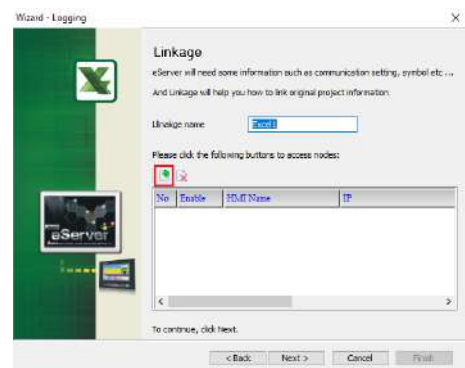 Wizard - Logging
Linkage
eServer will need some information such as communication setting, symbol etc ...
And Linkage will help you how to link original project information.
Linakge name
Excel1
Please click the following buttons to access nodes:
No Enable HMI Name IP
eServer
To continue, click Next.
< Back Next > Cancel Finish